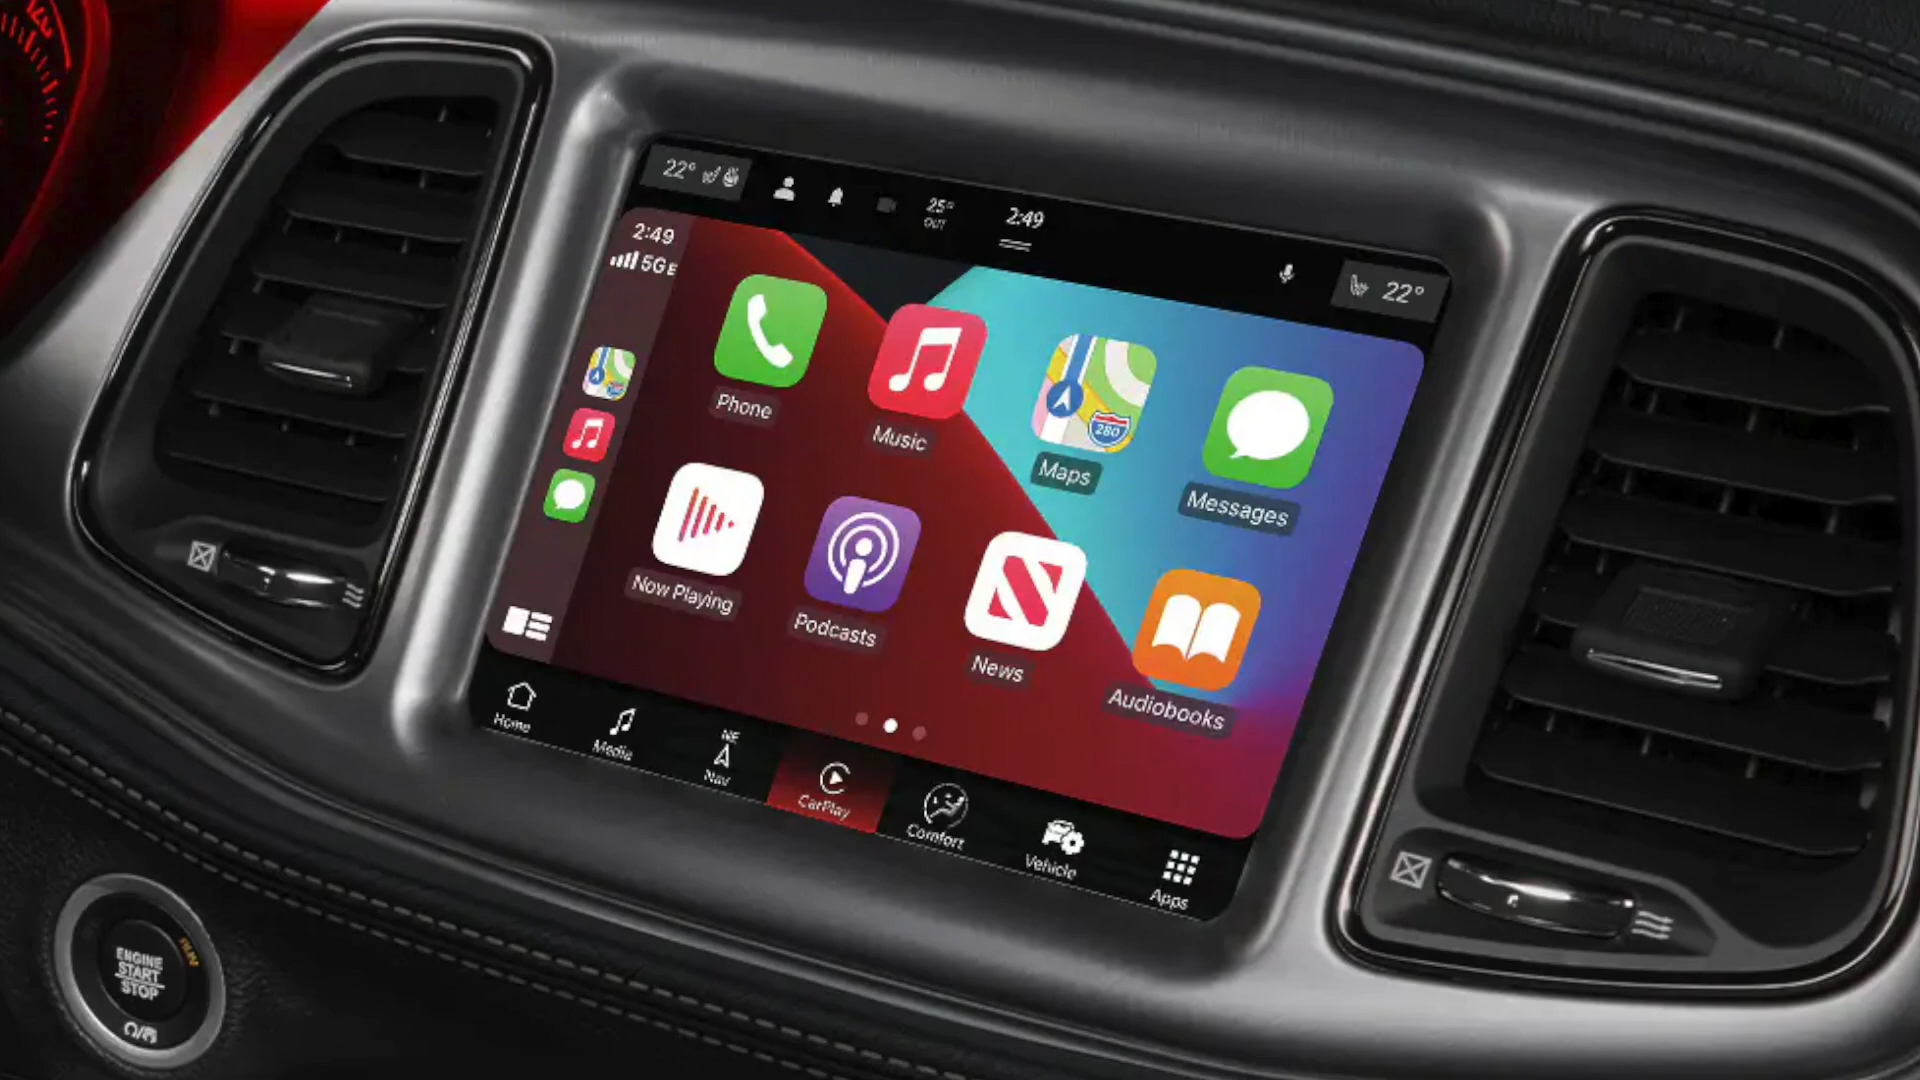 22°
25°
OUT
2:49
22°
2:49
5GE
Phone
Music
280
Maps
Messages
Now Playing
Podcasts
News
Audiobooks
Home
Media
NE
Nav
CarPlay
Comfort
Vehicle
Apps
ENGINE
START
STOP